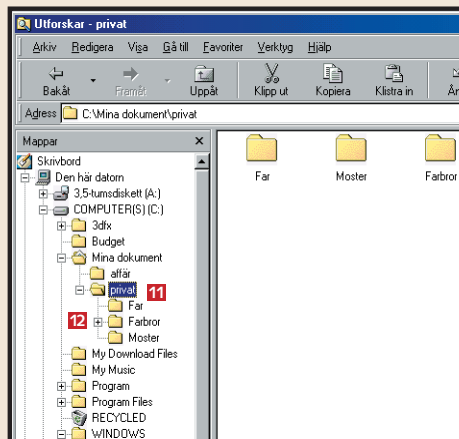 Utforskar - privat
Arkiv Redigera Visa Gå till Favoriter Verktyg Hjälp
Bakåt Framåt Uppåt Klipp ut Kopiera Klistra in
Adress C:\Mina dokument\privat
Mappar
Skrivbord
Den här datorn
3,5-tumsdiskett (A:)
COMPUTER(S) (C:)
3dfx
Budget
Mina dokument
affär
privat 11
Far
12 Farbror
Moster
My Download Files
My Music
Program
Program Files
RECYCLED
WINDOWS
Far Moster Farbror